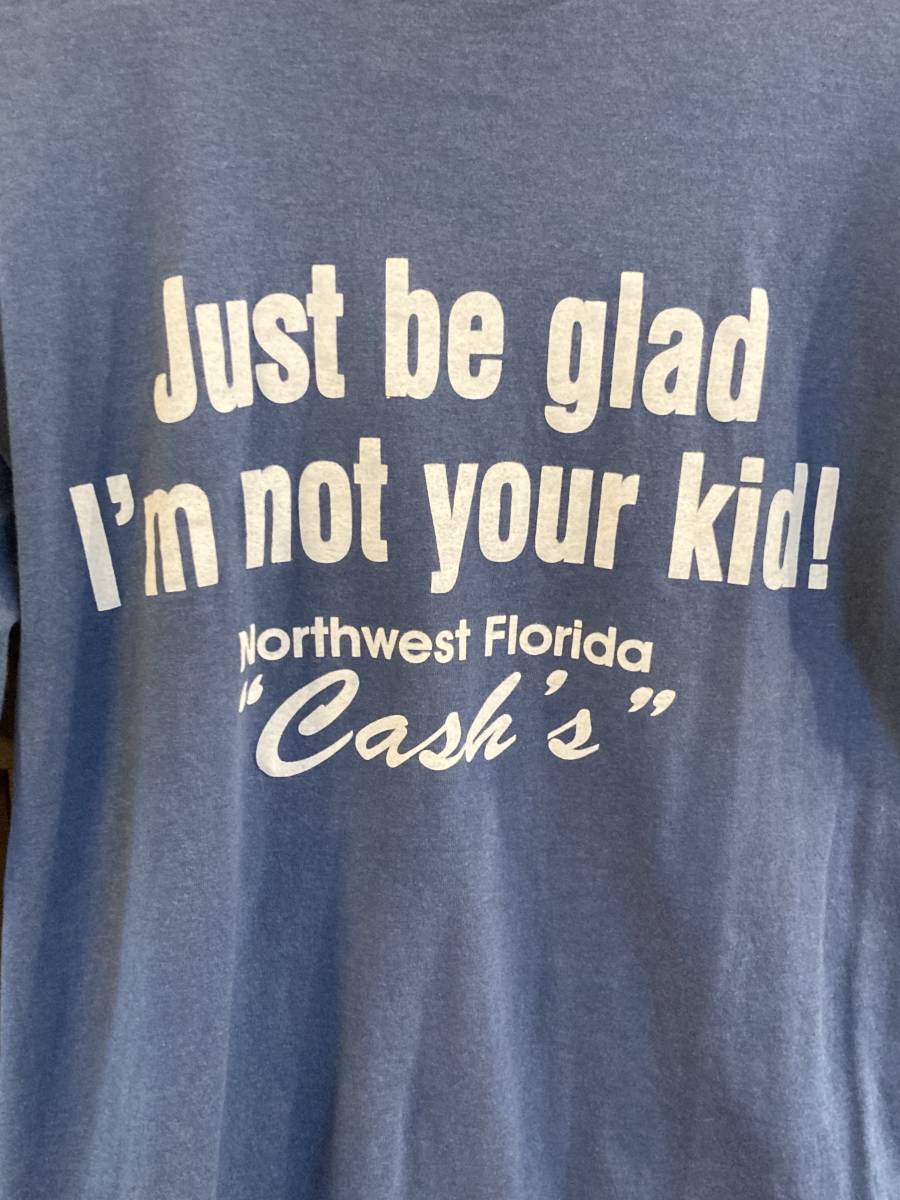 Just be glad
I'm not your kid!
Northwest Florida
"Cash's"